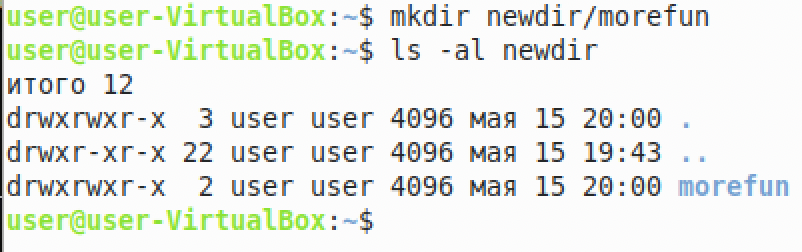 user@user-VirtualBox:~$ mkdir newdir/morefun
user@user-VirtualBox:~$ ls -al newdir
итого 12
drwxrwxr-x  3 user user 4096 мая 15 20:00 .
drwxr-xr-x 22 user user 4096 мая 15 19:43 ..
drwxrwxr-x  2 user user 4096 мая 15 20:00 morefun
user@user-VirtualBox:~$